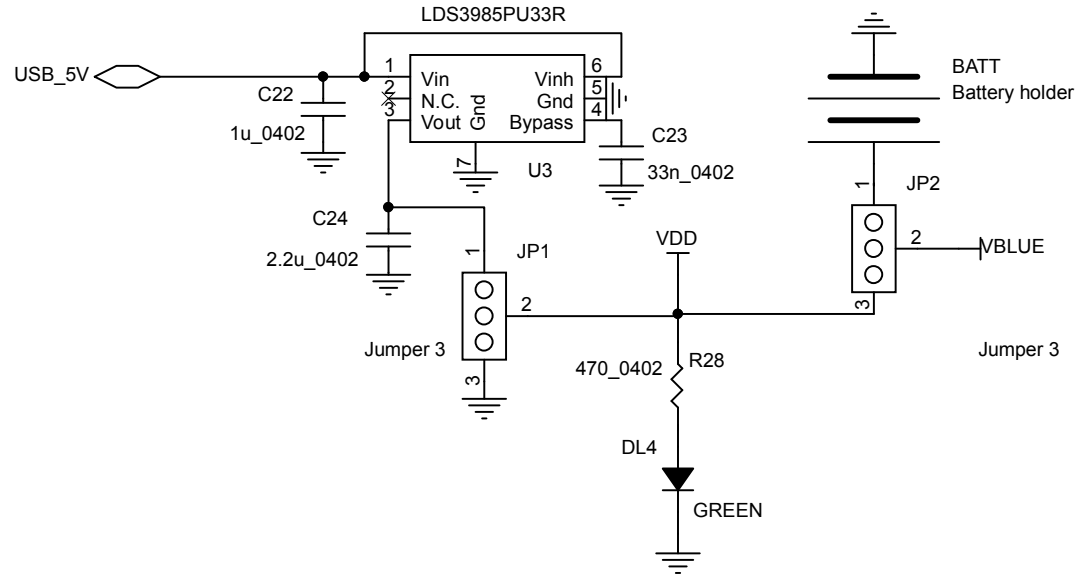 LDS3985PU33R
USB_5V
1
2
3
Vin
N.C.
Vout
Gnd
Vinh
Gnd
Bypass
6
5
4
7
U3
C22
1u_0402
C23
33n_0402
C24
2.2u_0402
BATT
Battery holder
JP2
1
2
3
VBLUE
Jumper 3
JP1
1
2
3
Jumper 3
VDD
470_0402
R28
DL4
GREEN